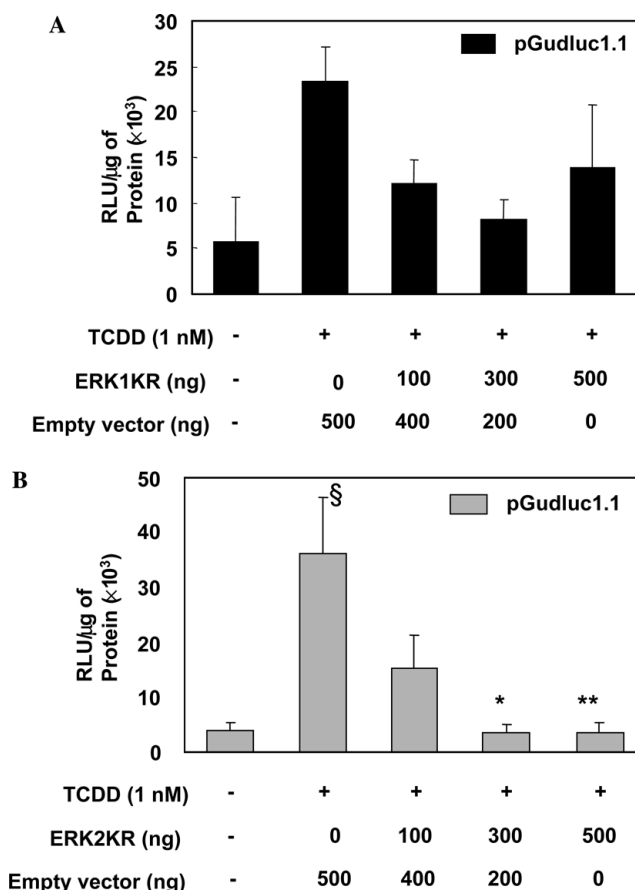 A
pGudluc1.1
RLU/μg of
Protein (×10³)
30
25
20
15
10
5
0
TCDD (1 nM) - + + + +
ERK1KR (ng) - 0 100 300 500
Empty vector (ng) - 500 400 200 0
B
pGudluc1.1
RLU/μg of
Protein (×10³)
50
40
30
20
10
0
§
* **
TCDD (1 nM) - + + + +
ERK2KR (ng) - 0 100 300 500
Empty vector (ng) - 500 400 200 0